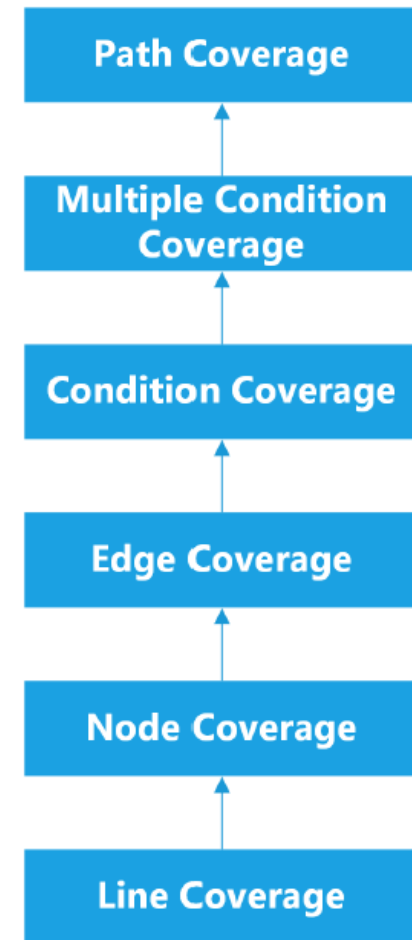 Path Coverage
Multiple Condition
Coverage
Condition Coverage
Edge Coverage
Node Coverage
Line Coverage